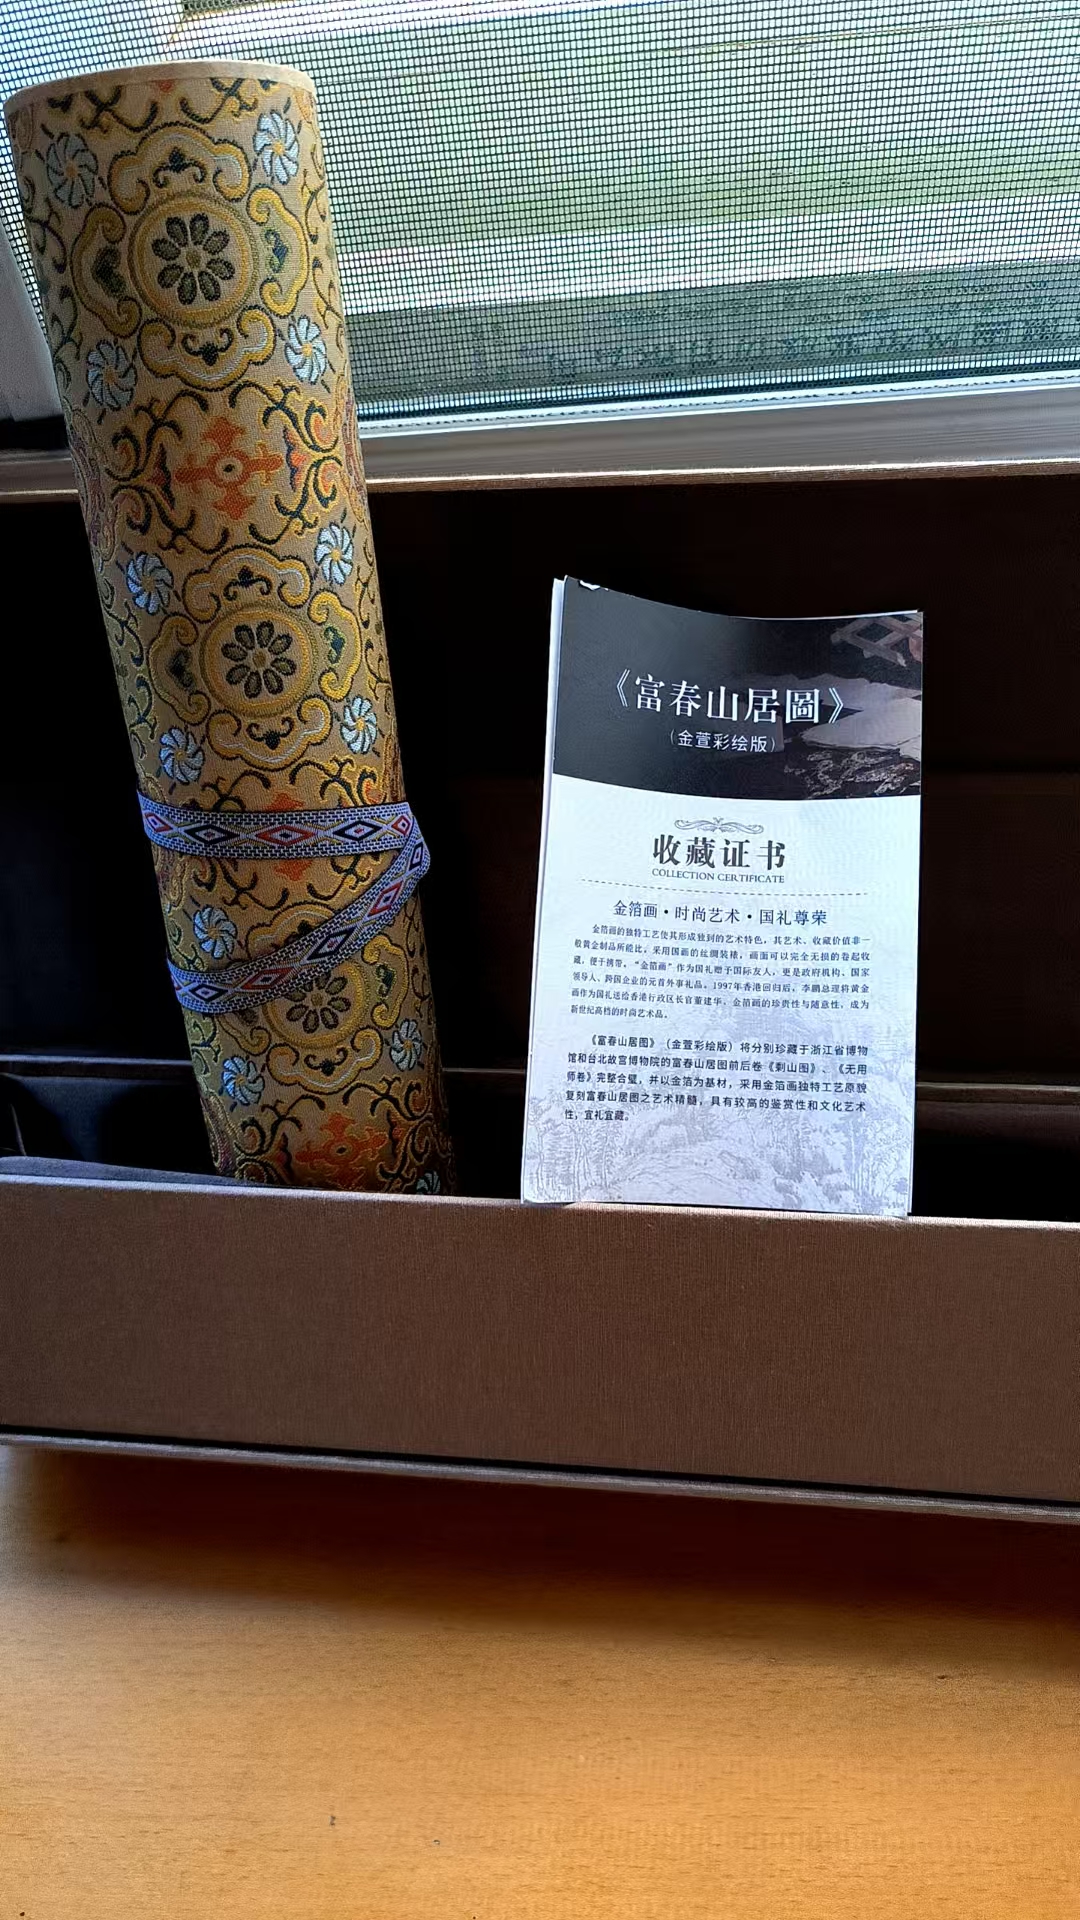 《富春山居圖》
（金萱彩绘版）
收藏证书
COLLECTION CERTIFICATE
金箔画·时尚艺术·国礼尊荣
金箔画的独特工艺使其形成独到的艺术特色，其艺术、收藏价值非一
般黄金制品所能比，采用国画的丝绸装裱，画面可以完全无损的卷起收
藏，便于携带。“金箔画”作为国礼赠予国际友人，更是政府机构、国家
领导人、跨国企业的元首外事礼品。1997年香港回归后，李鹏总理将黄金
画作为国礼送给香港行政区长官董建华。金箔画的珍贵性与随意性，成为
新世纪高档的时尚艺术品。
《富春山居图》（金萱彩绘版）将分别珍藏于浙江省博物
馆和台北故宫博物院的富春山居图前后卷《剩山图》、《无用
师卷》完整合璧，并以金箔为基材，采用金箔画独特工艺原貌
复刻富春山居图之艺术精髓，具有较高的鉴赏性和文化艺术
性，宜礼宜藏。